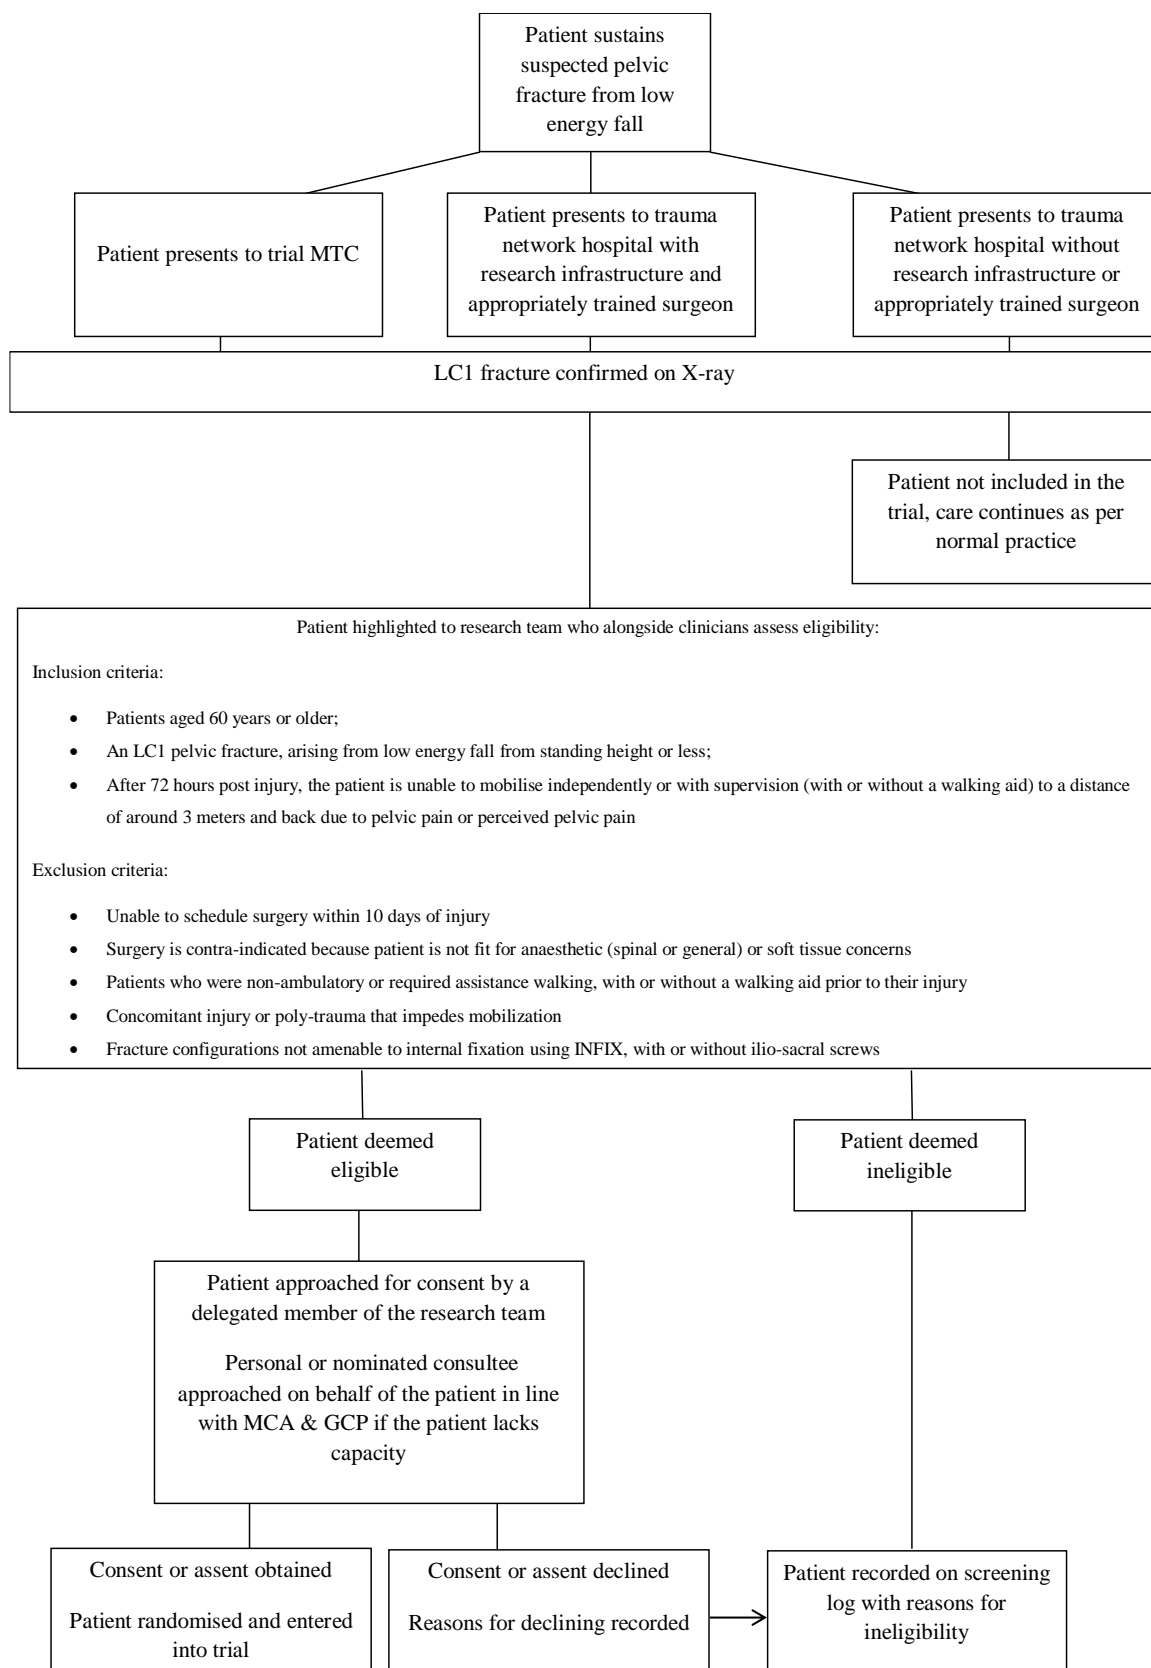 Patient sustains
suspected pelvic
fracture from low
energy fall
Patient presents to trial MTC
Patient presents to trauma
network hospital with
research infrastructure and
appropriately trained surgeon
Patient presents to trauma
network hospital without
research infrastructure or
appropriately trained surgeon
LC1 fracture confirmed on X-ray
Patient not included in the
trial, care continues as per
normal practice
Patient highlighted to research team who alongside clinicians assess eligibility:
Inclusion criteria:
• Patients aged 60 years or older;
• An LC1 pelvic fracture, arising from low energy fall from standing height or less;
• After 72 hours post injury, the patient is unable to mobilise independently or with supervision (with or without a walking aid) to a distance
of around 3 meters and back due to pelvic pain or perceived pelvic pain
Exclusion criteria:
• Unable to schedule surgery within 10 days of injury
• Surgery is contra-indicated because patient is not fit for anaesthetic (spinal or general) or soft tissue concerns
• Patients who were non-ambulatory or required assistance walking, with or without a walking aid prior to their injury
• Concomitant injury or poly-trauma that impedes mobilization
• Fracture configurations not amenable to internal fixation using INFIX, with or without ilio-sacral screws
Patient deemed
eligible
Patient deemed
ineligible
Patient approached for consent by a
delegated member of the research team
Personal or nominated consultee
approached on behalf of the patient in line
with MCA & GCP if the patient lacks
capacity
Consent or assent obtained
Patient randomised and entered
into trial
Consent or assent declined
Reasons for declining recorded
Patient recorded on screening
log with reasons for
ineligibility